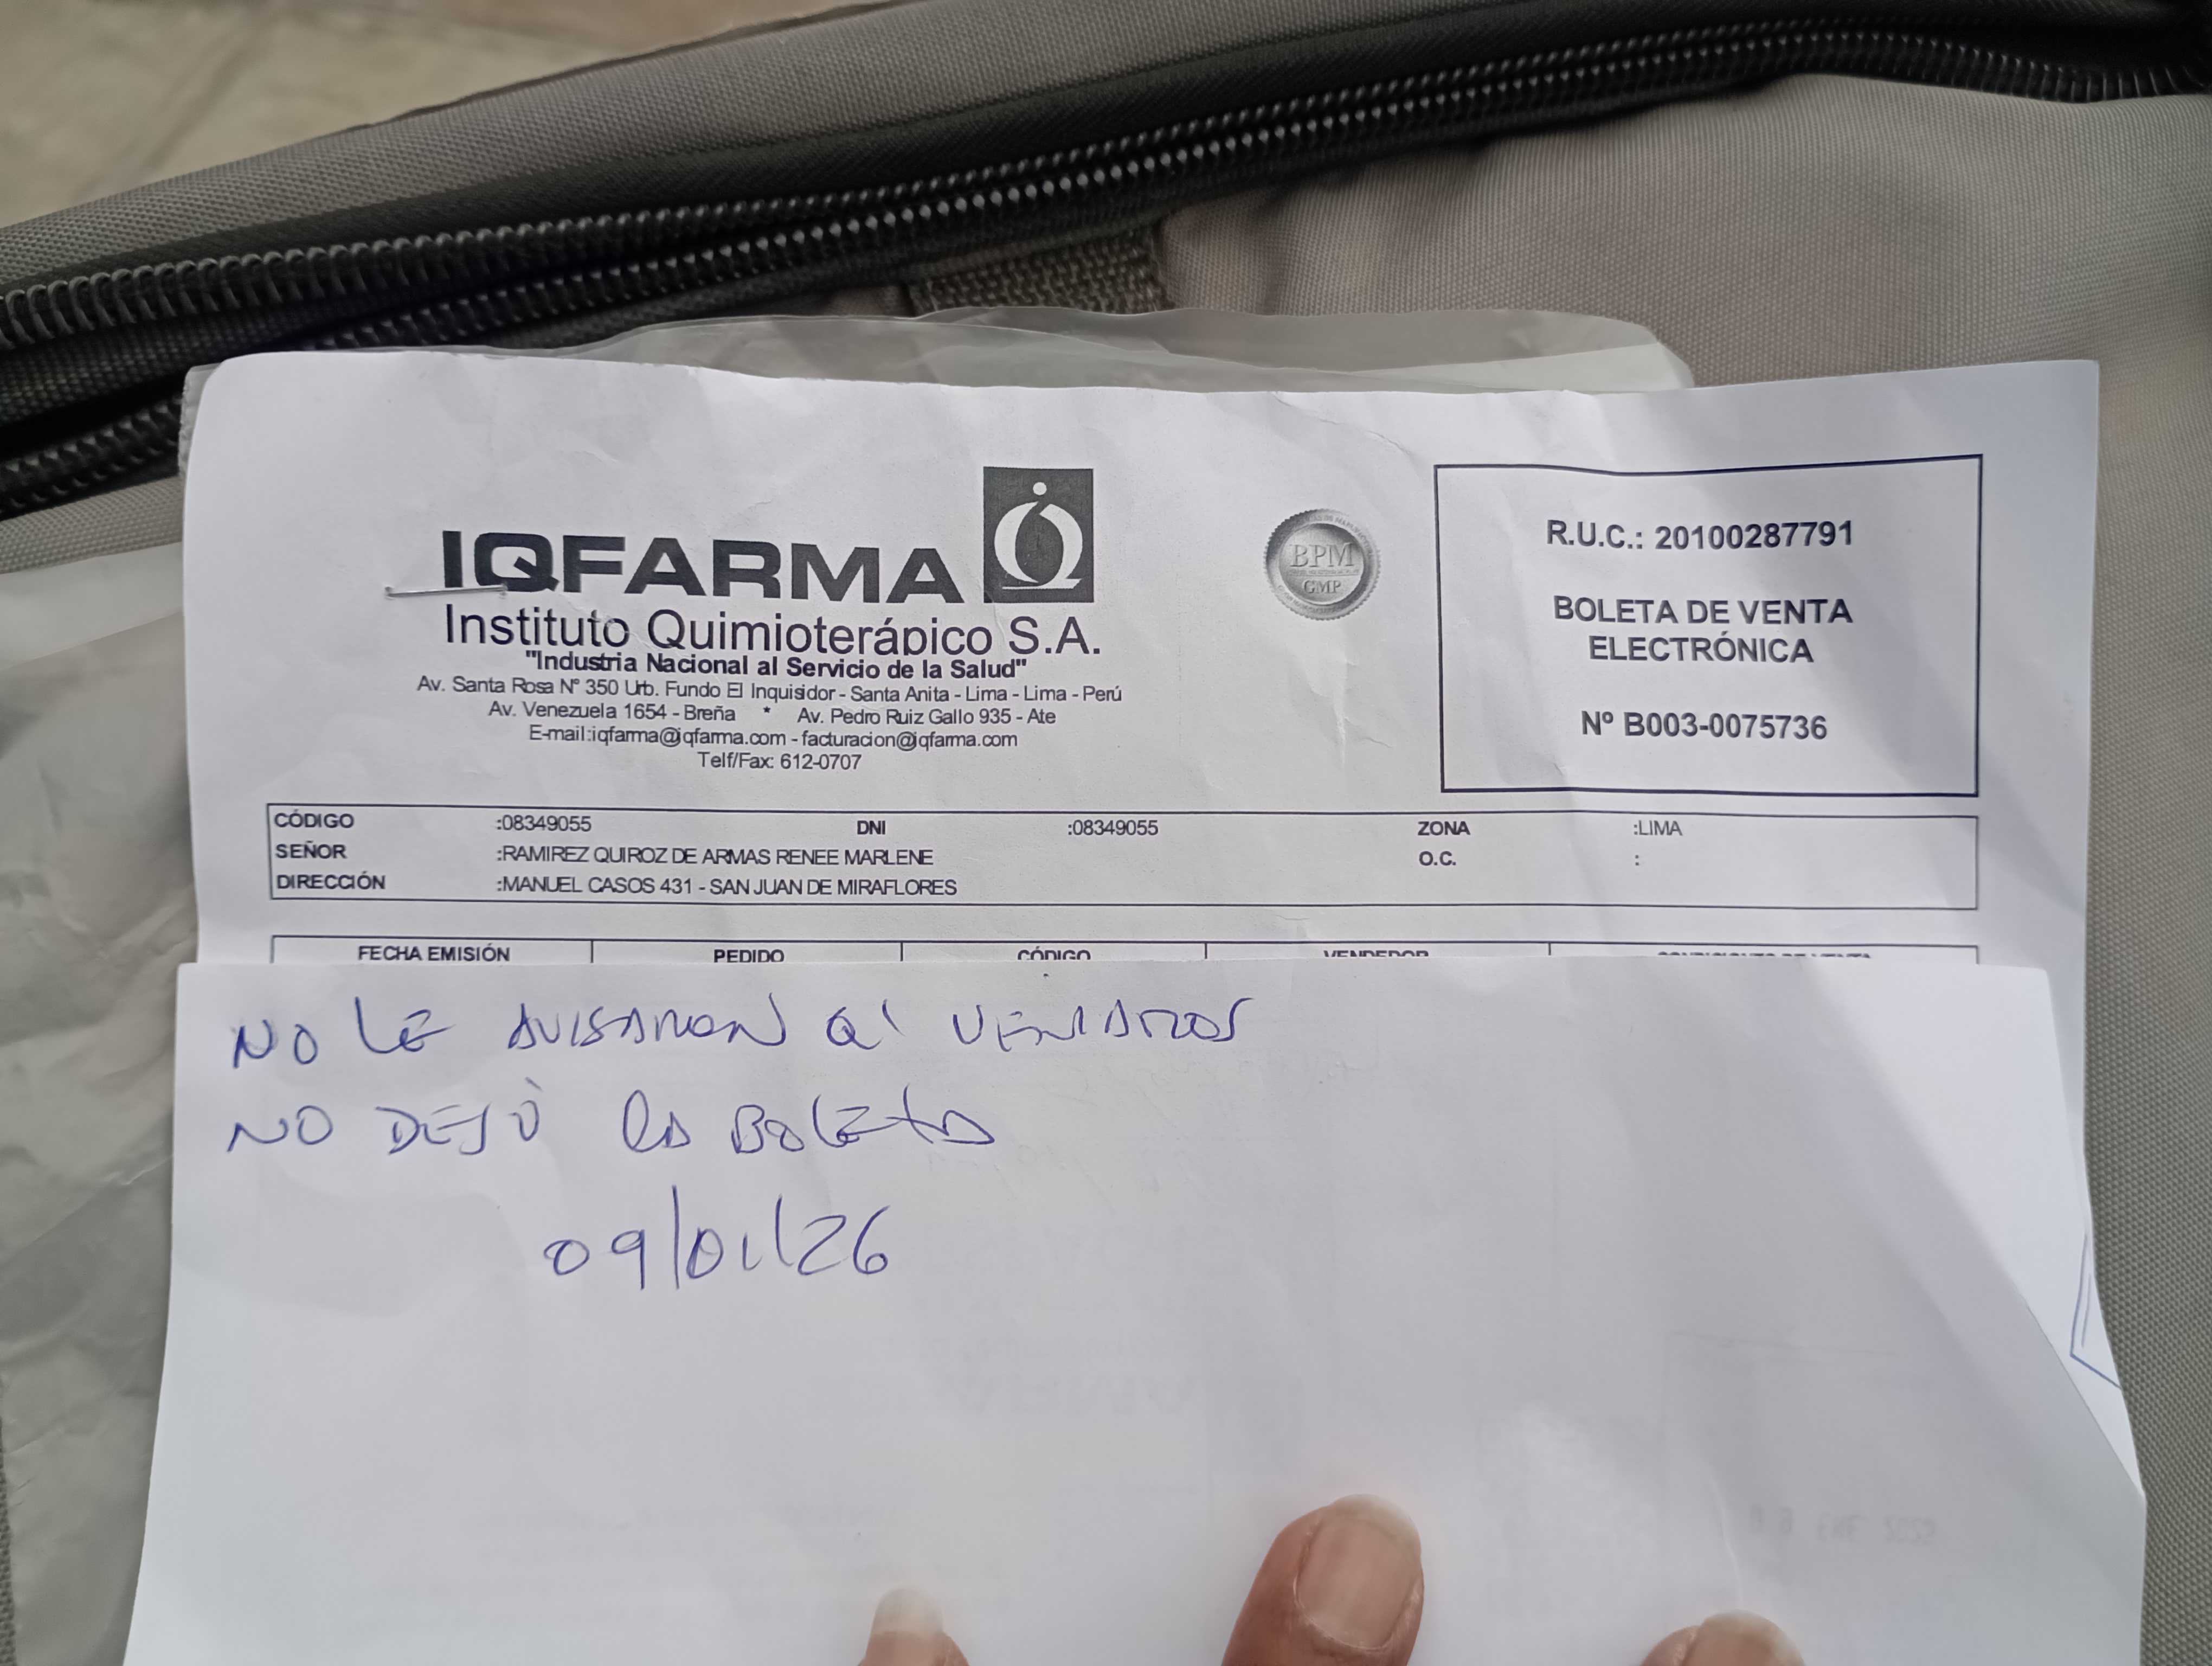 IQFARMA
Instituto Quimioterápico S.A.
"Industria Nacional al Servicio de la Salud"
Av. Santa Rosa Nº 350 Urb. Fundo El Inquisidor - Santa Anita - Lima - Lima - Perú
Av. Venezuela 1654 - Breña * Av. Pedro Ruiz Gallo 935 - Ate
E-mail:iqfarma@iqfarma.com - facturacion@iqfarma.com
Telf/Fax: 612-0707
BPM
GMP
R.U.C.: 20100287791
BOLETA DE VENTA
ELECTRÓNICA
Nº B003-0075736
CÓDIGO :08349055 DNI :08349055 ZONA :LIMA
SEÑOR :RAMIREZ QUIROZ DE ARMAS RENEE MARLENE O.C. :
DIRECCIÓN :MANUEL CASOS 431 - SAN JUAN DE MIRAFLORES
FECHA EMISIÓN PEDIDO CÓDIGO VENDEDOR
NO LE AVISARON Q' VENIAMOS
NO DEJÓ la BOLETA
09/01/26